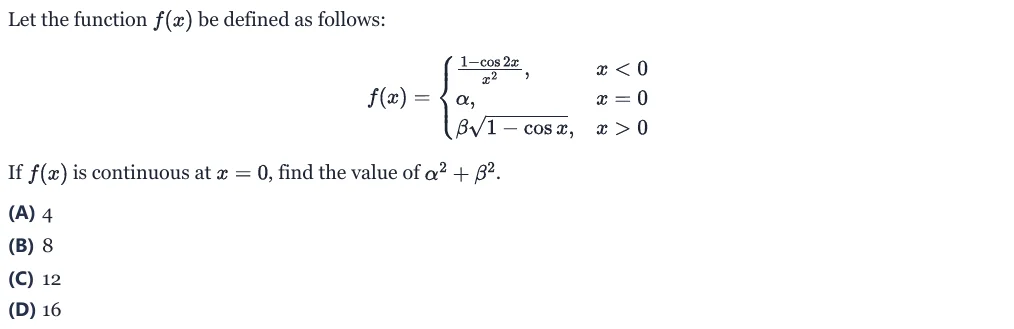 Let the function f(x) be defined as follows:
f(x) = { (1−cos 2x)/x², x < 0
α, x = 0
β√(1 − cos x), x > 0
If f(x) is continuous at x = 0, find the value of α² + β².
(A) 4
(B) 8
(C) 12
(D) 16